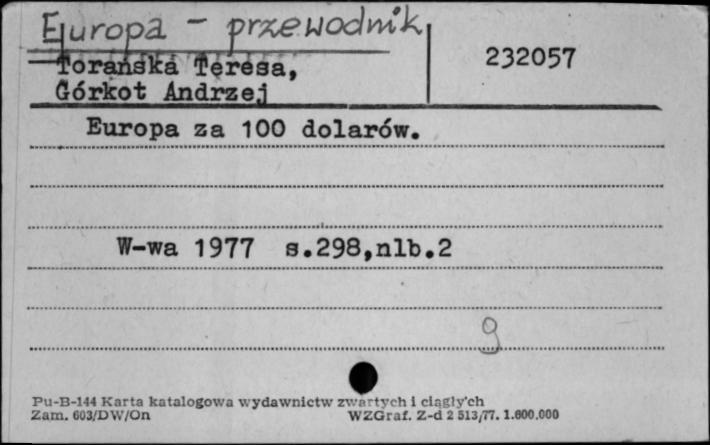 Europa - przewodnik
232057
Torańska Teresa,
Górkot Andrzej
Europa za 100 dolarów.
W-wa 1977 s.298,nlb.2
g
Pu-B-144 Karta katalogowa wydawnictw zwartych i ciągłych
Zam. 603/DW/On WZGraf. Z-d 2 513/77. 1.600.000